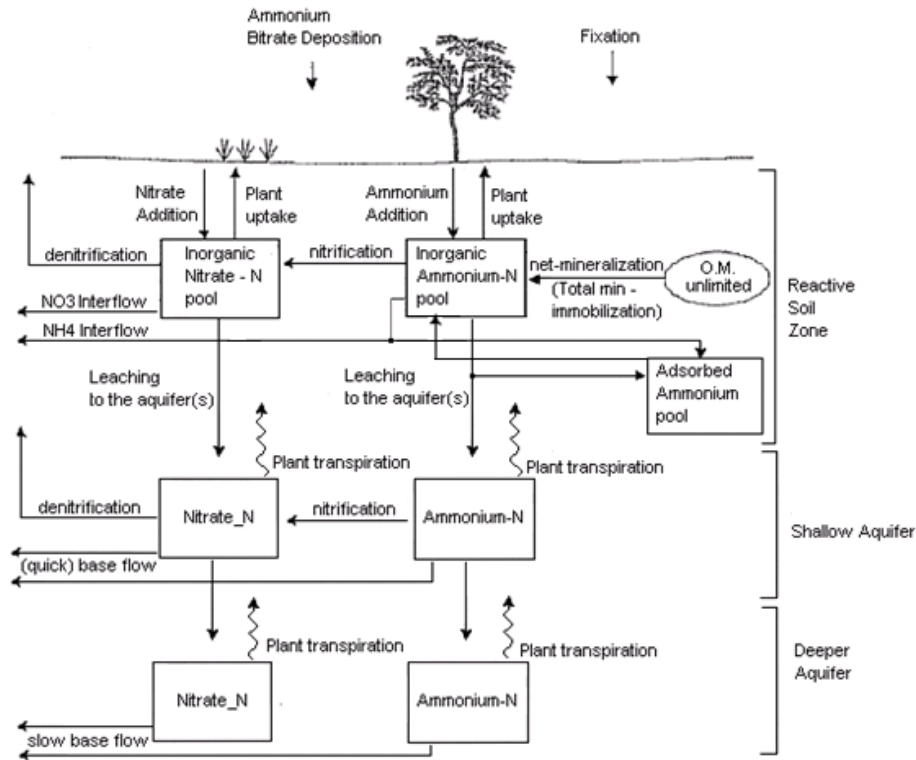 Ammonium
Bitrate Deposition
Fixation
Nitrate
Addition
Plant
uptake
Ammonium
Addition
Plant
uptake
denitrification
Inorganic
Nitrate - N
pool
nitrification
Inorganic
Ammonium-N
pool
net-mineralization
(Total min -
immobilization)
O.M.
unlimited
Reactive
Soil
Zone
NO3 Interflow
NH4 Interflow
Leaching
to the aquifer(s)
Leaching
to the aquifer(s)
Adsorbed
Ammonium
pool
Plant transpiration
Plant transpiration
denitrification
Nitrate_N
nitrification
Ammonium-N
Shallow Aquifer
(quick) base flow
Plant transpiration
Plant transpiration
Deeper
Aquifer
Nitrate_N
Ammonium-N
slow base flow